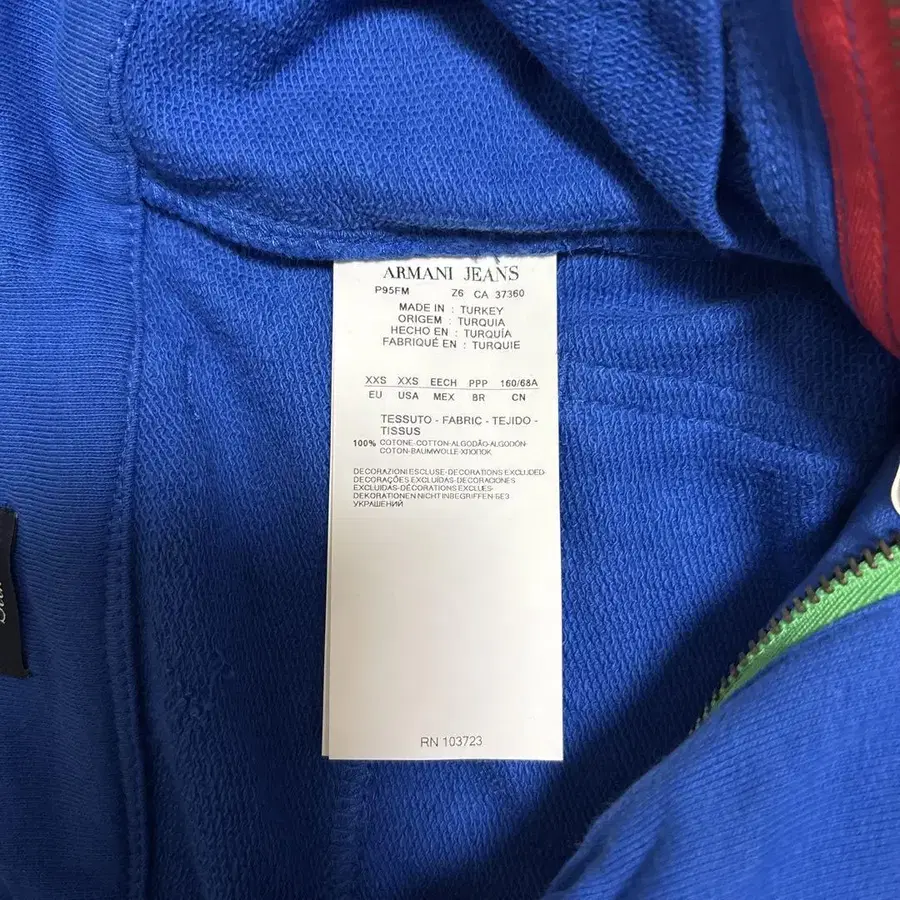 ARMANI JEANS
P95FM Z6 CA 37360
MADE IN : TURKEY
ORIGEM : TURQUIA
HECHO EN : TURQUÍA
FABRIQUÉ EN : TURQUIE
XXS XXS EECH PPP 160/68A
EU USA MEX BR CN
TESSUTO - FABRIC - TEJIDO -
TISSUS
100% COTONE-COTTON-ALGODÃO-ALGODÓN-
COTON-BAUMWOLLE-ХЛОПОК
DECORAZIONI ESCLUSE-DECORATIONS EXCLUDED-
DECORAÇÕES EXCLUÍDAS-DECORACIONES
EXCLUIDAS-DÉCORATIONS EXCLUES-
DEKORATIONEN NICHT INBEGRIFFEN-БЕЗ
УКРАШЕНИЙ
RN 103723